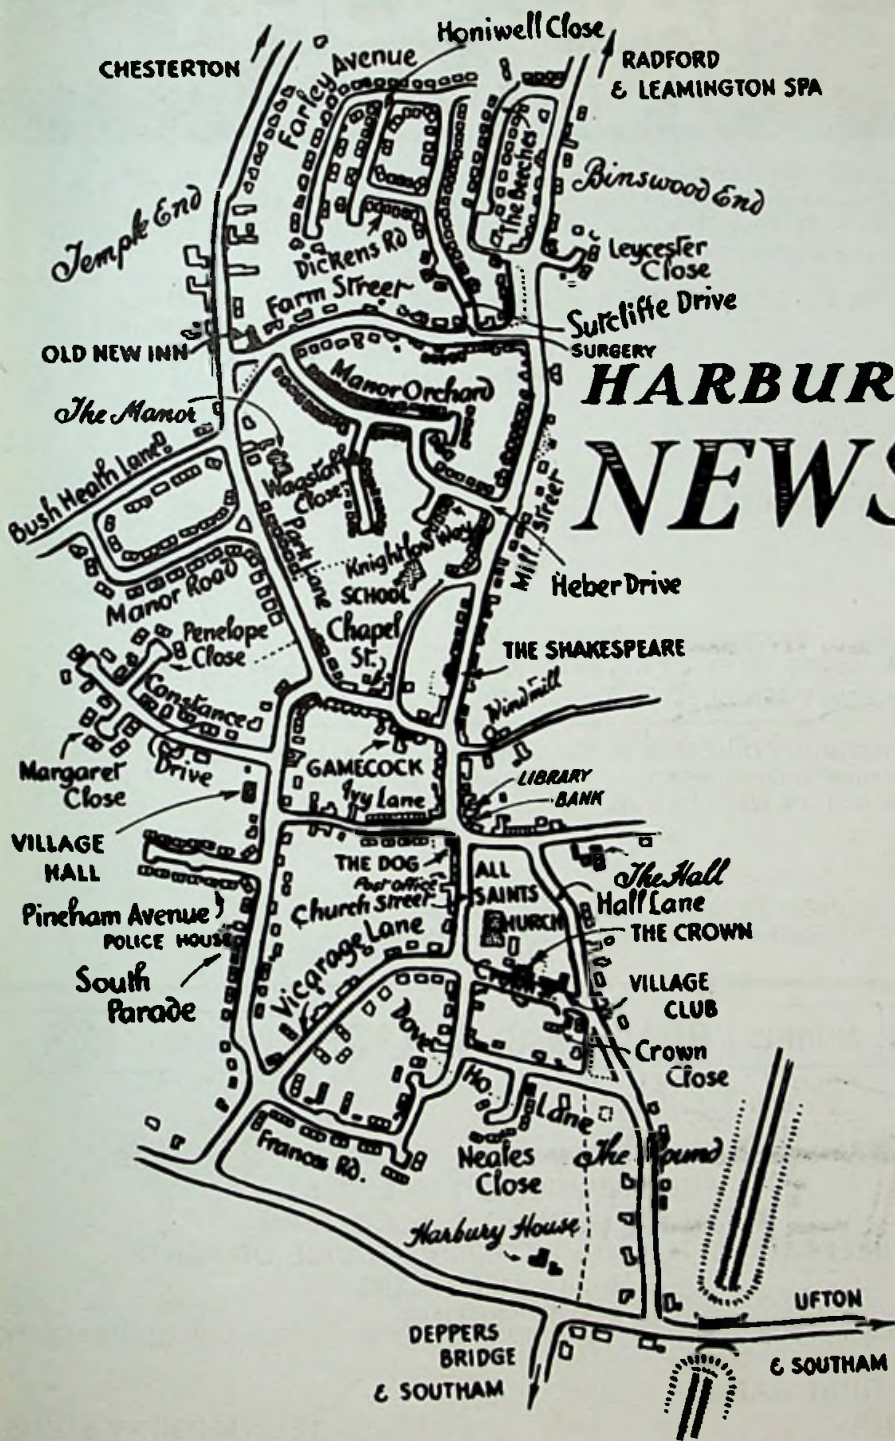 Honiwell Close
CHESTERTON
Farley Avenue
RADFORD
& LEAMINGTON SPA
The Beeches
Binswood End
Temple End
Dickens Rd
Leycester
Close
Farm Street
Sutcliffe Drive
OLD NEW INN
SURGERY
HARBUR
NEWS
Manor Orchard
The Manor
Wagstaff
Close
Bush Heath Lane
Mill Street
Park Lane
Knightlow Way
SCHOOL
Heber Drive
Manor Road
Chapel
St.
Penelope
Close
THE SHAKESPEARE
Constance
Drive
Windmill
Margaret
Close
GAMECOCK
Ivy Lane
LIBRARY
BANK
VILLAGE
HALL
THE DOG
Post office
Church Street
ALL
SAINTS
CHURCH
The Hall
Hall Lane
THE CROWN
Pineham Avenue
POLICE HOUSE
South
Parade
Vicarage Lane
VILLAGE
CLUB
Dovehouse
Lane
Crown
Close
Frances Rd.
Neales
Close
The Pound
Harbury House
UFTON
& SOUTHAM
DEPPERS
BRIDGE
& SOUTHAM